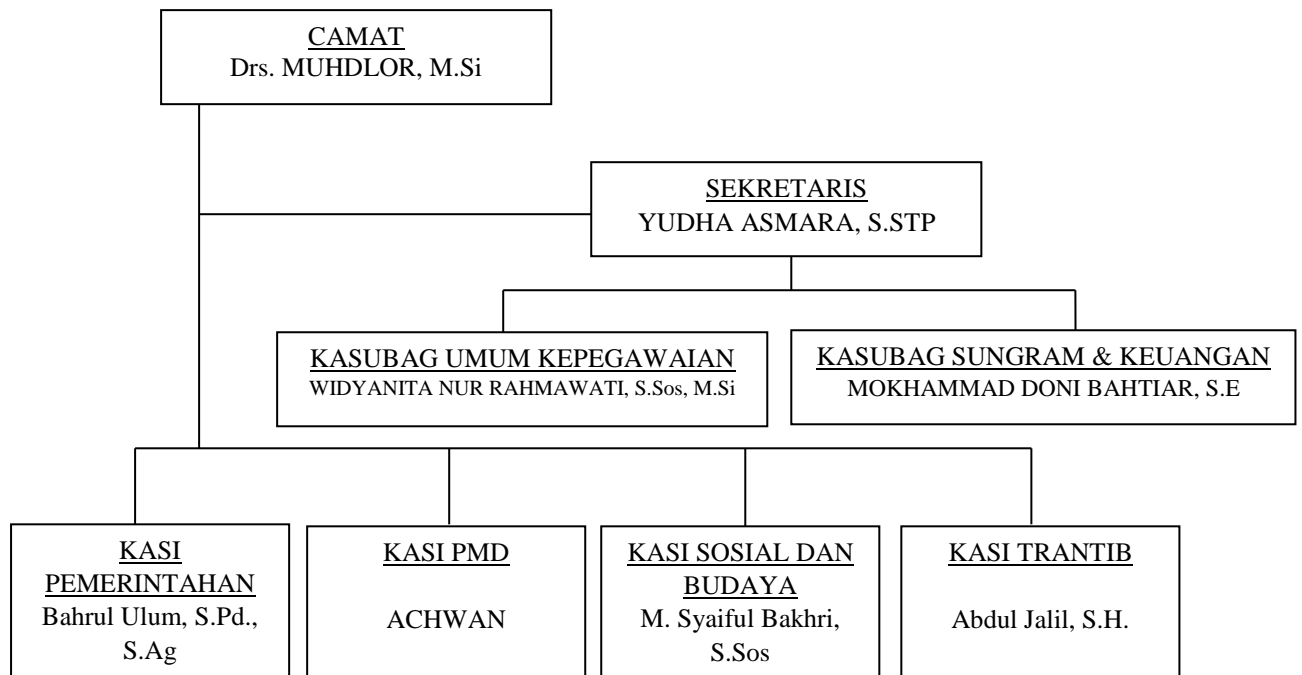 CAMAT
Drs. MUHDLOR, M.Si
SEKRETARIS
YUDHA ASMARA, S.STP
KASUBAG UMUM KEPEGAWAIAN
WIDYANITA NUR RAHMAWATI, S.Sos, M.Si
KASUBAG SUNGRAM & KEUANGAN
MOKHAMMAD DONI BAHTIAR, S.E
KASI
PEMERINTAHAN
Bahrul Ulum, S.Pd.,
S.Ag
KASI PMD
ACHWAN
KASI SOSIAL DAN
BUDAYA
M. Syaiful Bakhri,
S.Sos
KASI TRANTIB
Abdul Jalil, S.H.